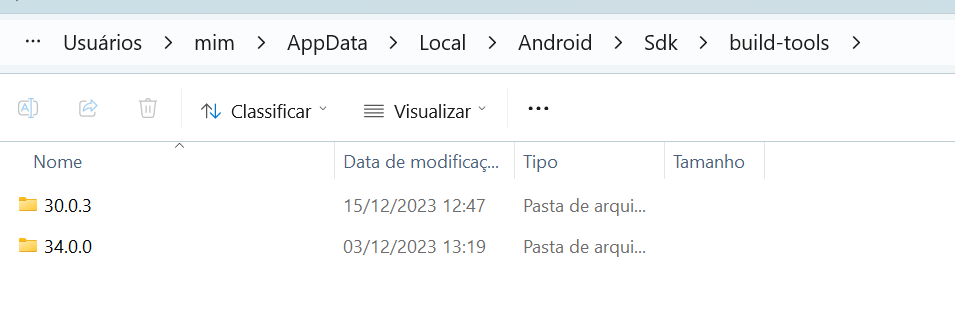 ··· Usuários > mim > AppData > Local > Android > Sdk > build-tools >
Classificar Visualizar ···
Nome Data de modificaç... Tipo Tamanho
30.0.3 15/12/2023 12:47 Pasta de arqui...
34.0.0 03/12/2023 13:19 Pasta de arqui...